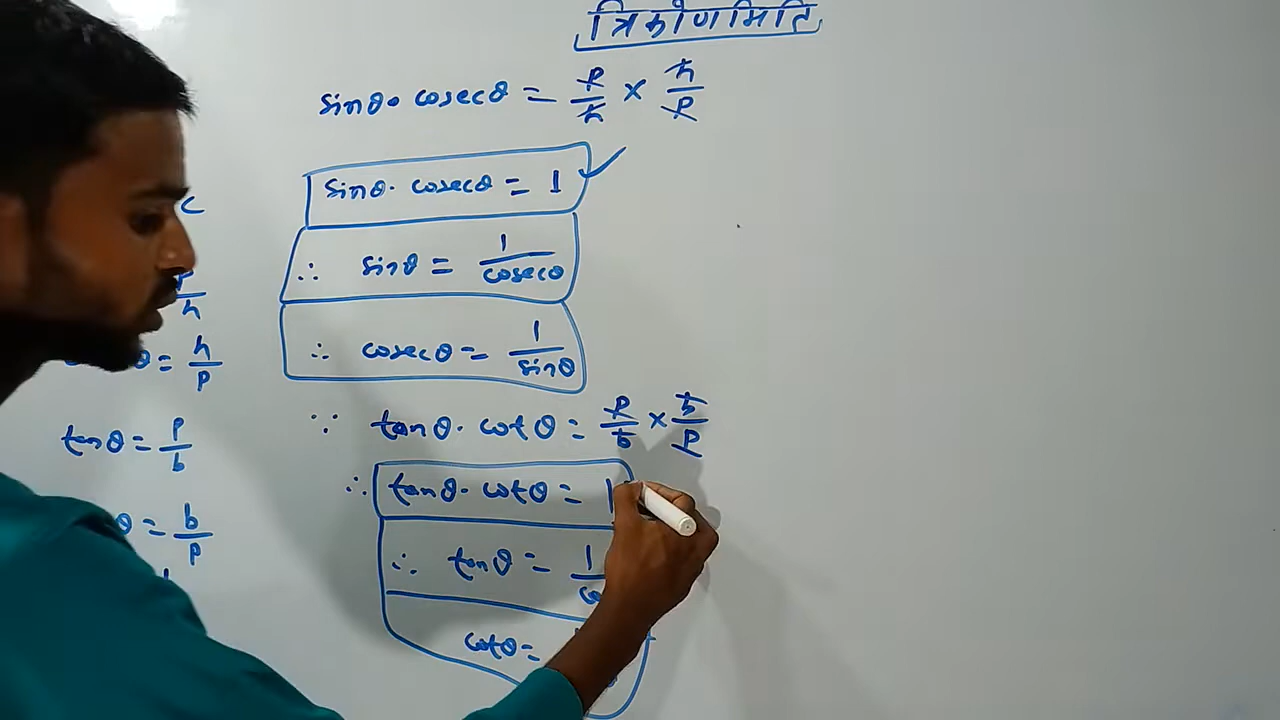 त्रिकोणमिति
sinθ· cosecθ = p/h × h/p
sinθ· cosecθ = 1
∴ sinθ = 1/cosecθ
∴ cosecθ = 1/sinθ
∵ tanθ· cotθ = p/b × b/p
∴ tanθ· cotθ = 1
∴ tanθ = 1
cotθ =
θ = h/p
tanθ = p/b
θ = b/p